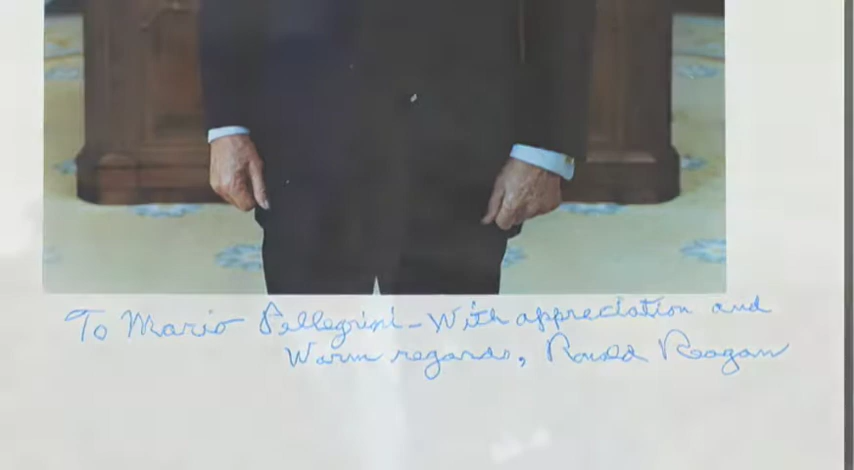 To Mario Pellegrini - With appreciation and
Warm regards, Ronald Reagan